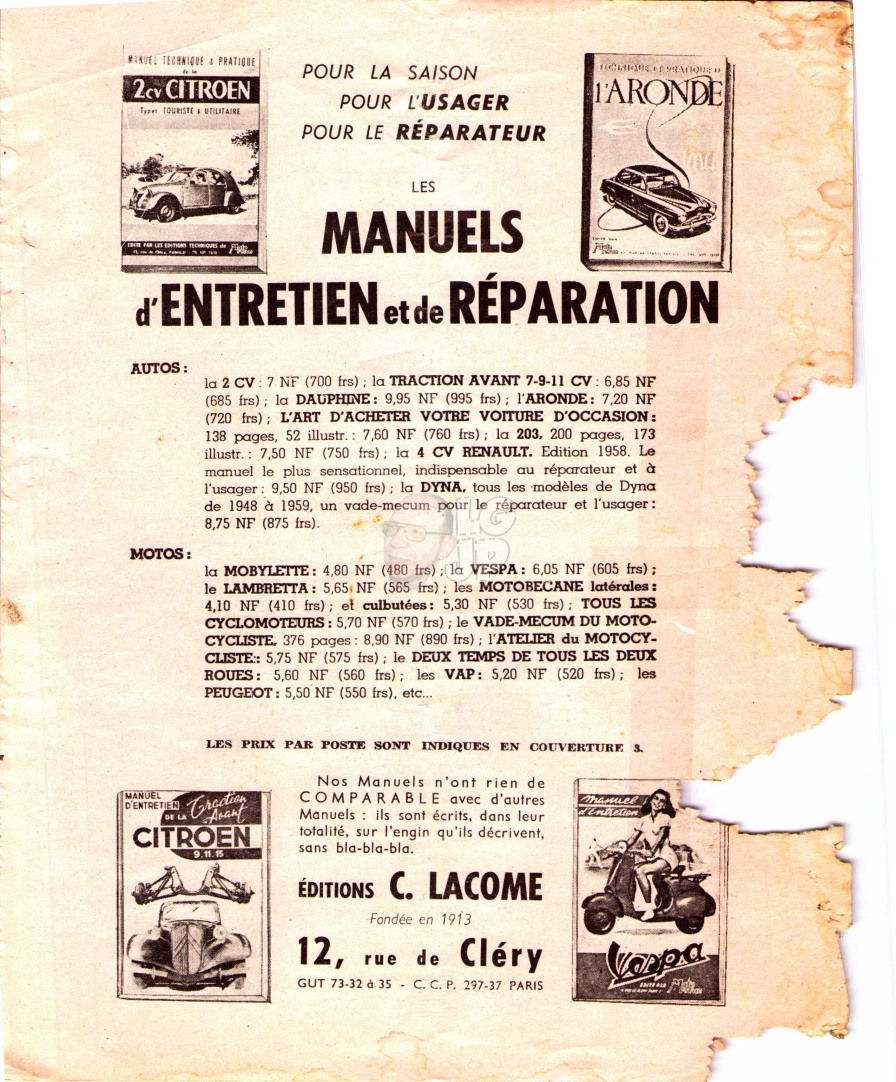 MANUEL TECHNIQUE & PRATIQUE
de la
2CV CITROEN
Types TOURISTE & UTILITAIRE
EDITE PAR LES EDITIONS TECHNIQUES de
POUR LA SAISON
POUR L'USAGER
POUR LE RÉPARATEUR
TECHNIQUE ET PRATIQUE DE
l'ARONDE
LES
MANUELS
d'ENTRETIEN et de RÉPARATION
AUTOS :
la 2 CV : 7 NF (700 frs) ; la TRACTION AVANT 7-9-11 CV : 6,85 NF
(685 frs) ; la DAUPHINE : 9,95 NF (995 frs) ; l'ARONDE : 7,20 NF
(720 frs) ; L'ART D'ACHETER VOTRE VOITURE D'OCCASION :
138 pages, 52 illustr. : 7,60 NF (760 frs) ; la 203, 200 pages, 173
illustr. : 7,50 NF (750 frs) ; la 4 CV RENAULT. Edition 1958. Le
manuel le plus sensationnel, indispensable au réparateur et à
l'usager : 9,50 NF (950 frs) ; la DYNA, tous les modèles de Dyna
de 1948 à 1959, un vade-mecum pour le réparateur et l'usager :
8,75 NF (875 frs).
LG
UP
MOTOS :
la MOBYLETTE : 4,80 NF (480 frs) ; la VESPA : 6,05 NF (605 frs) ;
le LAMBRETTA : 5,65 NF (565 frs) ; les MOTOBECANE latérales :
4,10 NF (410 frs) ; et culbutées : 5,30 NF (530 frs) ; TOUS LES
CYCLOMOTEURS : 5,70 NF (570 frs) ; le VADE-MECUM DU MOTO-
CYCLISTE, 376 pages : 8,90 NF (890 frs) ; l'ATELIER du MOTOCY-
CLISTE : 5,75 NF (575 frs) ; le DEUX TEMPS DE TOUS LES DEUX
ROUES : 5,60 NF (560 frs) ; les VAP : 5,20 NF (520 frs) ; les
PEUGEOT : 5,50 NF (550 frs), etc...
LES PRIX PAR POSTE SONT INDIQUES EN COUVERTURE 3.
MANUEL
D'ENTRETIEN
DE LA Traction
Avant
CITROEN
9.11.15
Nos Manuels n'ont rien de
COMPARABLE avec d'autres
Manuels : ils sont écrits, dans leur
totalité, sur l'engin qu'ils décrivent,
sans bla-bla-bla.
ÉDITIONS C. LACOME
Fondée en 1913
12, rue de Cléry
GUT 73-32 à 35 - C. C. P. 297-37 PARIS
Manuel
d'entretien
Vespa